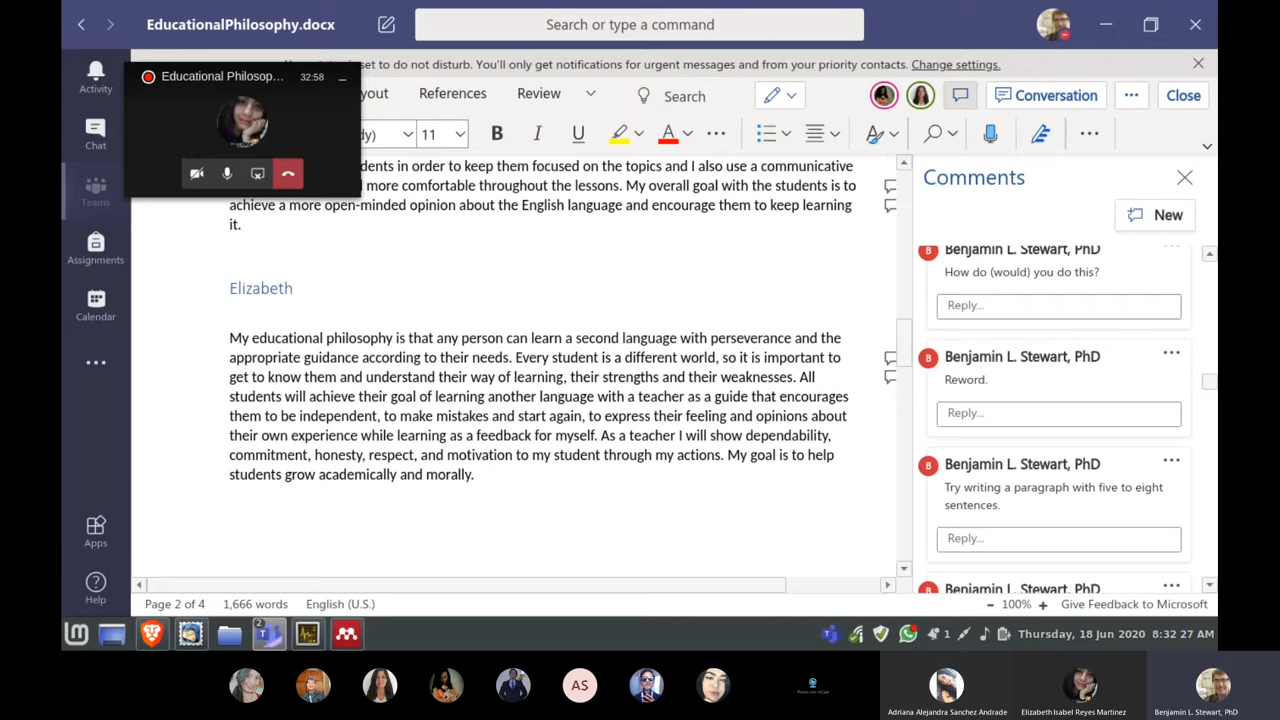 EducationalPhilosophy.docx
Search or type a command
set to do not disturb. You'll only get notifications for urgent messages and from your priority contacts. Change settings.
Educational Philosop...
32:58
Activity
Chat
Teams
Assignments
Calendar
Apps
Help
References
Review
Search
Conversation
Close
11
B I U A
dents in order to keep them focused on the topics and I also use a communicative
more comfortable throughout the lessons. My overall goal with the students is to
achieve a more open-minded opinion about the English language and encourage them to keep learning
it.
Elizabeth
My educational philosophy is that any person can learn a second language with perseverance and the
appropriate guidance according to their needs. Every student is a different world, so it is important to
get to know them and understand their way of learning, their strengths and their weaknesses. All
students will achieve their goal of learning another language with a teacher as a guide that encourages
them to be independent, to make mistakes and start again, to express their feeling and opinions about
their own experience while learning as a feedback for myself. As a teacher I will show dependability,
commitment, honesty, respect, and motivation to my student through my actions. My goal is to help
students grow academically and morally.
Comments
New
B Benjamin L. Stewart, PhD
How do (would) you do this?
Reply...
B Benjamin L. Stewart, PhD
Reword.
Reply...
B Benjamin L. Stewart, PhD
Try writing a paragraph with five to eight
sentences.
Reply...
B Benjamin L. Stewart, PhD
Page 2 of 4
1,666 words
English (U.S.)
100%
Give Feedback to Microsoft
2
1
Thursday, 18 Jun 2020
8:32 27 AM
AS
Adriana Alejandra Sanchez Andrade
Elizabeth Isabel Reyes Martinez
Benjamin L. Stewart, PhD